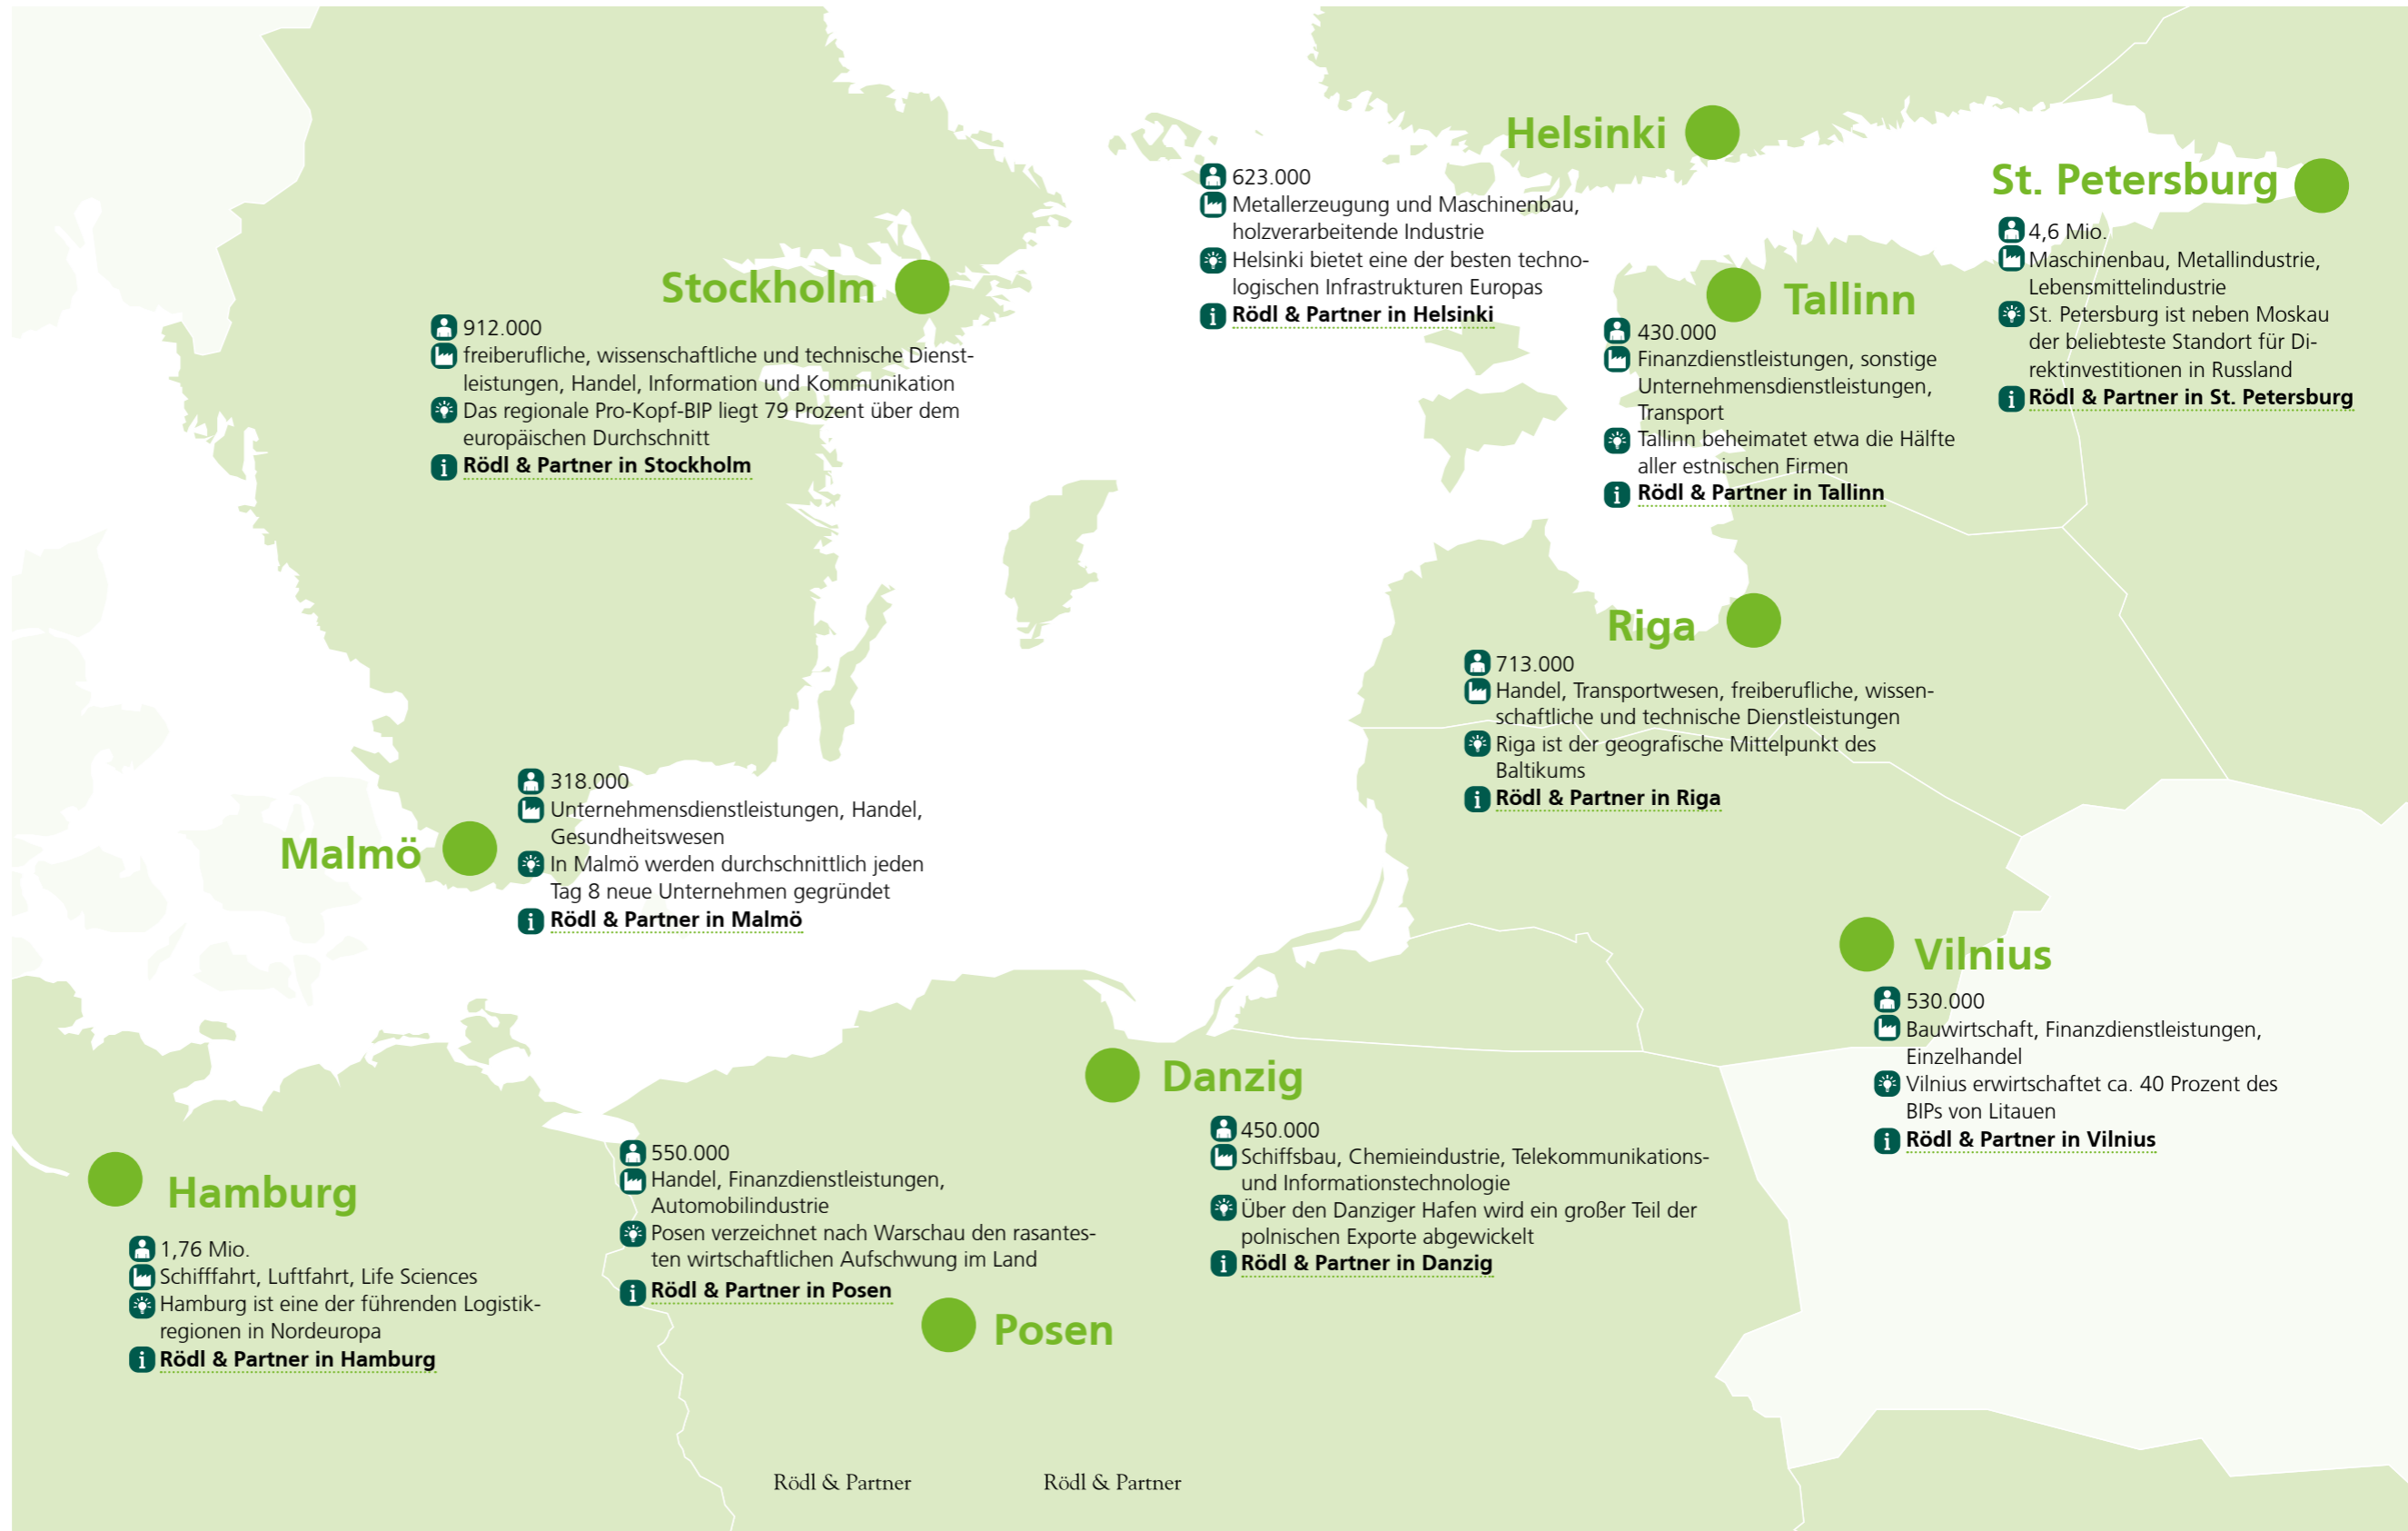 Helsinki
623.000
Metallerzeugung und Maschinenbau,
holzverarbeitende Industrie
Helsinki bietet eine der besten techno-
logischen Infrastrukturen Europas
i Rödl & Partner in Helsinki
St. Petersburg
4,6 Mio.
Maschinenbau, Metallindustrie,
Lebensmittelindustrie
St. Petersburg ist neben Moskau
der beliebteste Standort für Di-
rektinvestitionen in Russland
i Rödl & Partner in St. Petersburg
Stockholm
912.000
freiberufliche, wissenschaftliche und technische Dienst-
leistungen, Handel, Information und Kommunikation
Das regionale Pro-Kopf-BIP liegt 79 Prozent über dem
europäischen Durchschnitt
i Rödl & Partner in Stockholm
Tallinn
430.000
Finanzdienstleistungen, sonstige
Unternehmensdienstleistungen,
Transport
Tallinn beheimatet etwa die Hälfte
aller estnischen Firmen
i Rödl & Partner in Tallinn
Riga
713.000
Handel, Transportwesen, freiberufliche, wissen-
schaftliche und technische Dienstleistungen
Riga ist der geografische Mittelpunkt des
Baltikums
i Rödl & Partner in Riga
Malmö
318.000
Unternehmensdienstleistungen, Handel,
Gesundheitswesen
In Malmö werden durchschnittlich jeden
Tag 8 neue Unternehmen gegründet
i Rödl & Partner in Malmö
Vilnius
530.000
Bauwirtschaft, Finanzdienstleistungen,
Einzelhandel
Vilnius erwirtschaftet ca. 40 Prozent des
BIPs von Litauen
i Rödl & Partner in Vilnius
Danzig
450.000
Schiffsbau, Chemieindustrie, Telekommunikations-
und Informationstechnologie
Über den Danziger Hafen wird ein großer Teil der
polnischen Exporte abgewickelt
i Rödl & Partner in Danzig
Hamburg
1,76 Mio.
Schifffahrt, Luftfahrt, Life Sciences
Hamburg ist eine der führenden Logistik-
regionen in Nordeuropa
i Rödl & Partner in Hamburg
550.000
Handel, Finanzdienstleistungen,
Automobilindustrie
Posen verzeichnet nach Warschau den rasantes-
ten wirtschaftlichen Aufschwung im Land
i Rödl & Partner in Posen
Posen
Rödl & Partner
Rödl & Partner